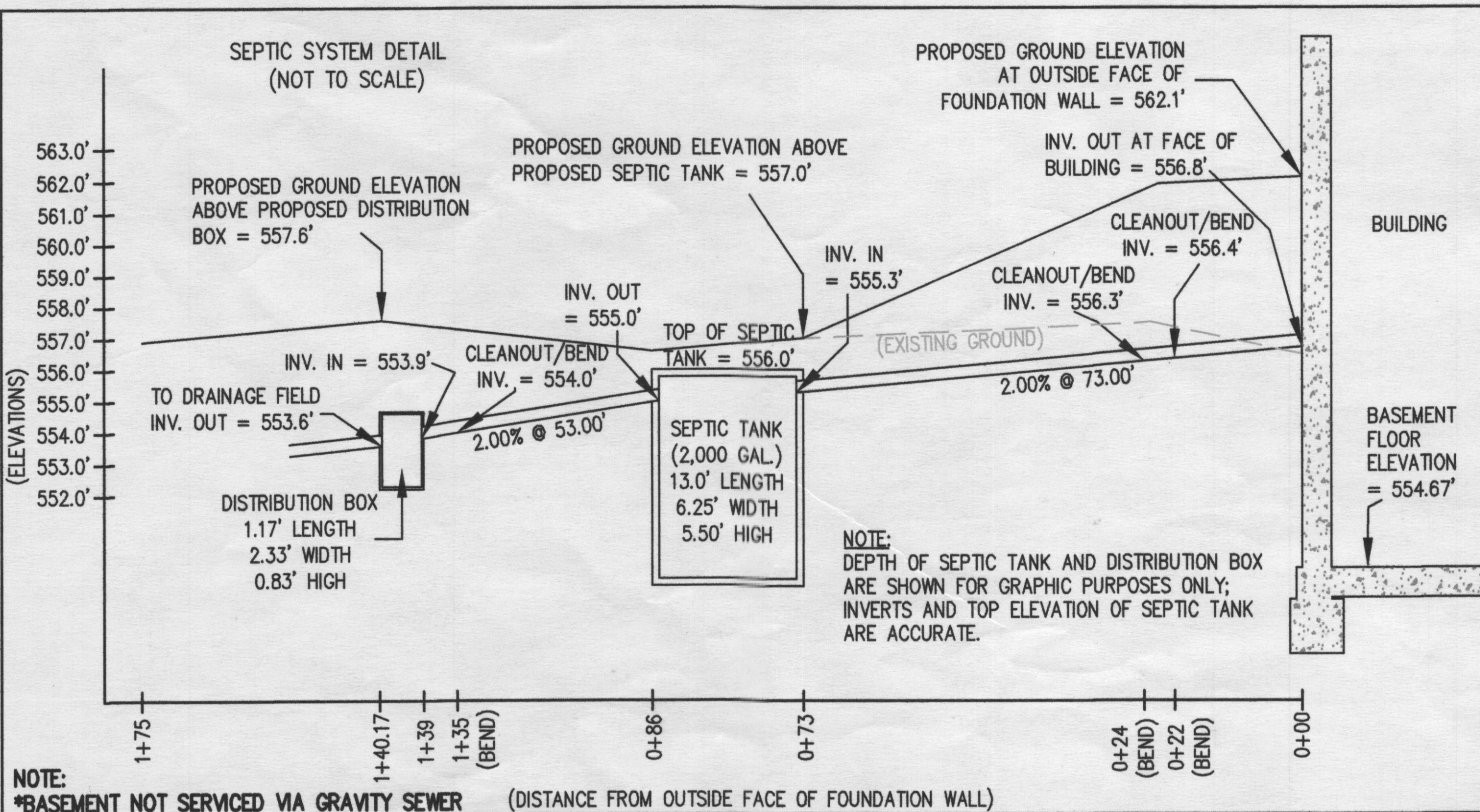 SEPTIC SYSTEM DETAIL
(NOT TO SCALE)
PROPOSED GROUND ELEVATION
AT OUTSIDE FACE OF
FOUNDATION WALL = 562.1'
INV. OUT AT FACE OF
BUILDING = 556.8'
PROPOSED GROUND ELEVATION ABOVE
PROPOSED SEPTIC TANK = 557.0'
PROPOSED GROUND ELEVATION
ABOVE PROPOSED DISTRIBUTION
BOX = 557.6'
CLEANOUT/BEND
INV. = 556.4'
BUILDING
INV. IN
= 555.3'
CLEANOUT/BEND
INV. = 556.3'
INV. OUT
= 555.0'
TOP OF SEPTIC
TANK = 556.0'
(EXISTING GROUND)
INV. IN = 553.9'
CLEANOUT/BEND
INV. = 554.0'
TO DRAINAGE FIELD
INV. OUT = 553.6'
2.00% @ 53.00'
2.00% @ 73.00'
(ELEVATIONS)
563.0'
562.0'
561.0'
560.0'
559.0'
558.0'
557.0'
556.0'
555.0'
554.0'
553.0'
552.0'
SEPTIC TANK
(2,000 GAL.)
13.0' LENGTH
6.25' WIDTH
5.50' HIGH
BASEMENT
FLOOR
ELEVATION
= 554.67'
DISTRIBUTION BOX
1.17' LENGTH
2.33' WIDTH
0.83' HIGH
NOTE:
DEPTH OF SEPTIC TANK AND DISTRIBUTION BOX
ARE SHOWN FOR GRAPHIC PURPOSES ONLY;
INVERTS AND TOP ELEVATION OF SEPTIC TANK
ARE ACCURATE.
1+75
1+40.17
1+39
1+35
(BEND)
0+86
0+73
0+24
(BEND)
0+22
(BEND)
0+00
NOTE:
*BASEMENT NOT SERVICED VIA GRAVITY SEWER
(DISTANCE FROM OUTSIDE FACE OF FOUNDATION WALL)